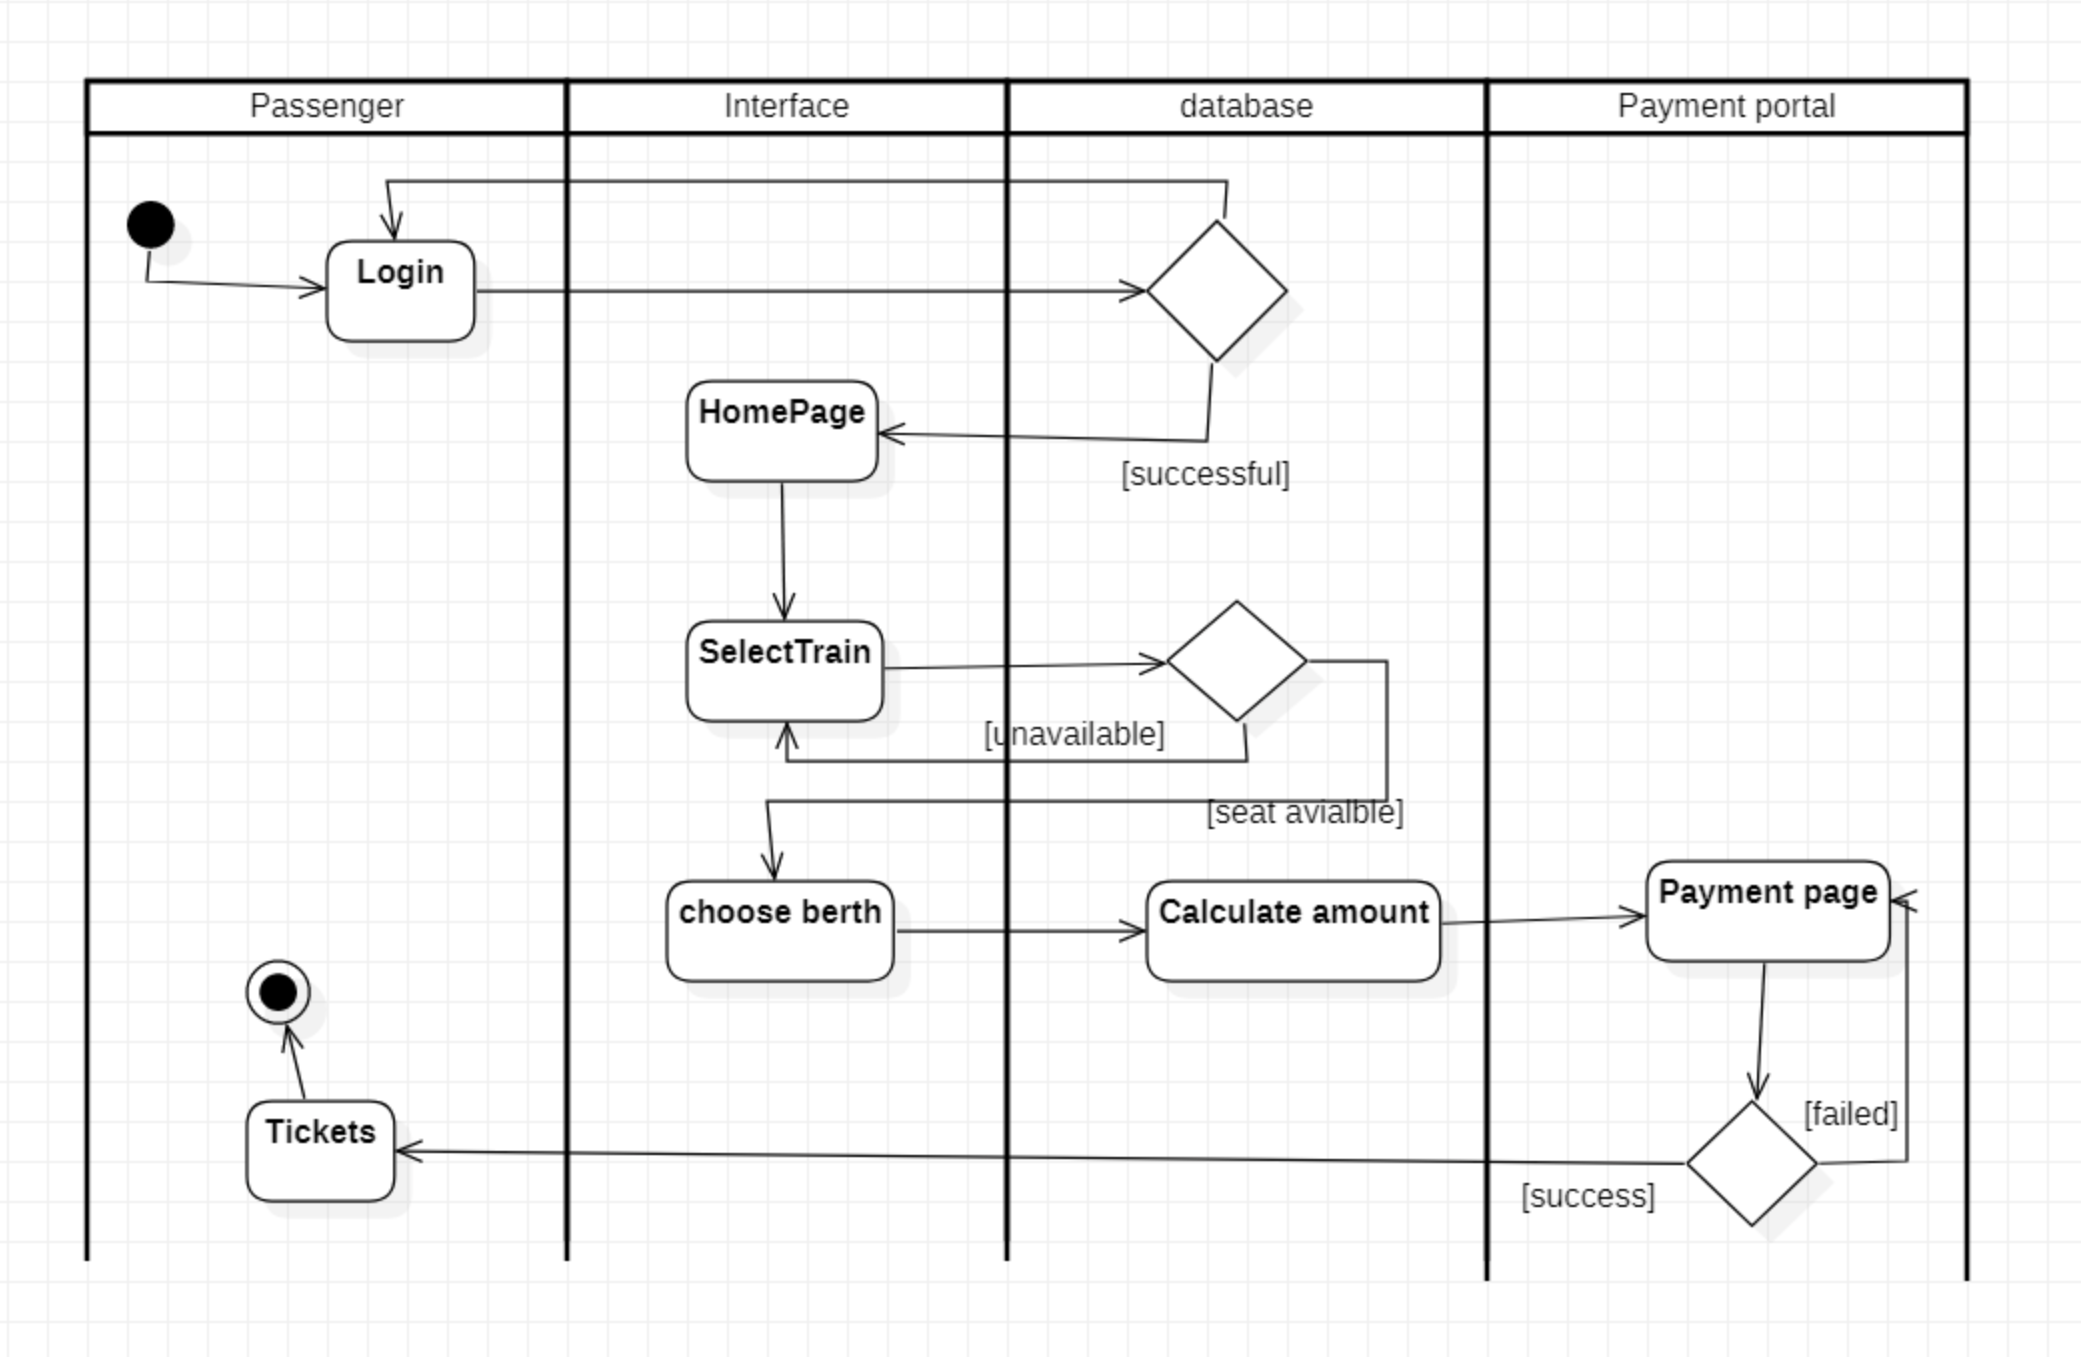 Passenger
Interface
database
Payment portal
Login
HomePage
[successful]
SelectTrain
[unavailable]
[seat avialble]
choose berth
Calculate amount
Payment page
Tickets
[failed]
[success]